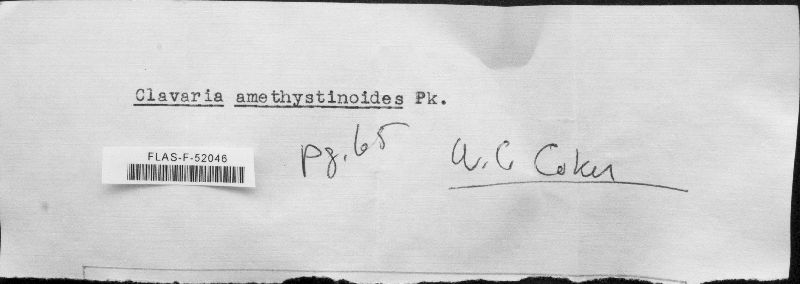 Clavaria amethystinoides Pk.
pg. 65 W. C Coker
FLAS-F-52046